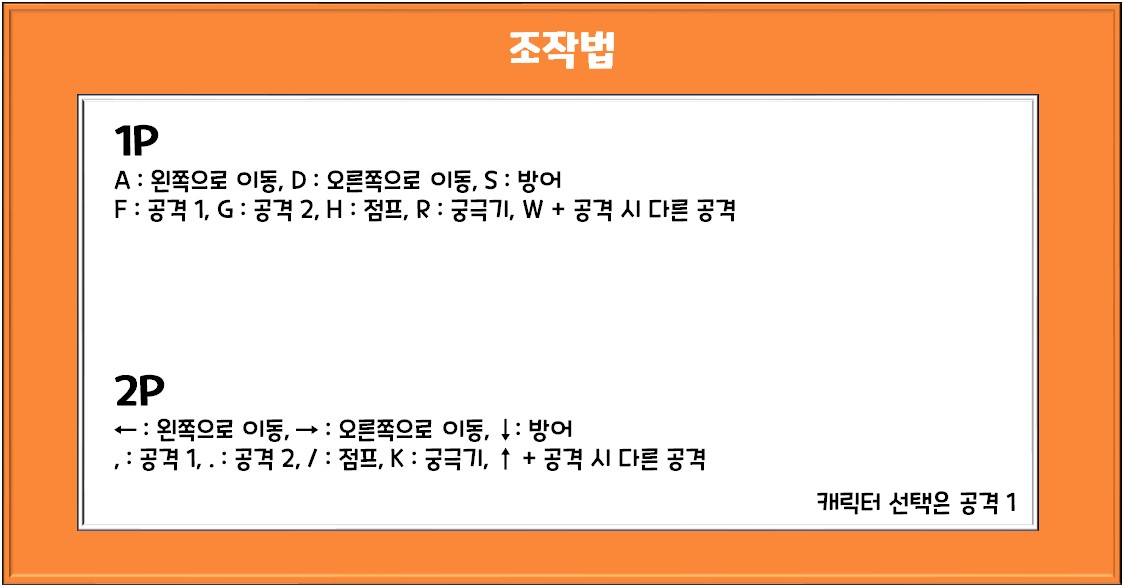 조작법
1P
A : 왼쪽으로 이동, D : 오른쪽으로 이동, S : 방어
F : 공격 1, G : 공격 2, H : 점프, R : 궁극기, W + 공격 시 다른 공격
2P
← : 왼쪽으로 이동, → : 오른쪽으로 이동, ↓ : 방어
, : 공격 1, . : 공격 2, / : 점프, K : 궁극기, ↑ + 공격 시 다른 공격
캐릭터 선택은 공격 1